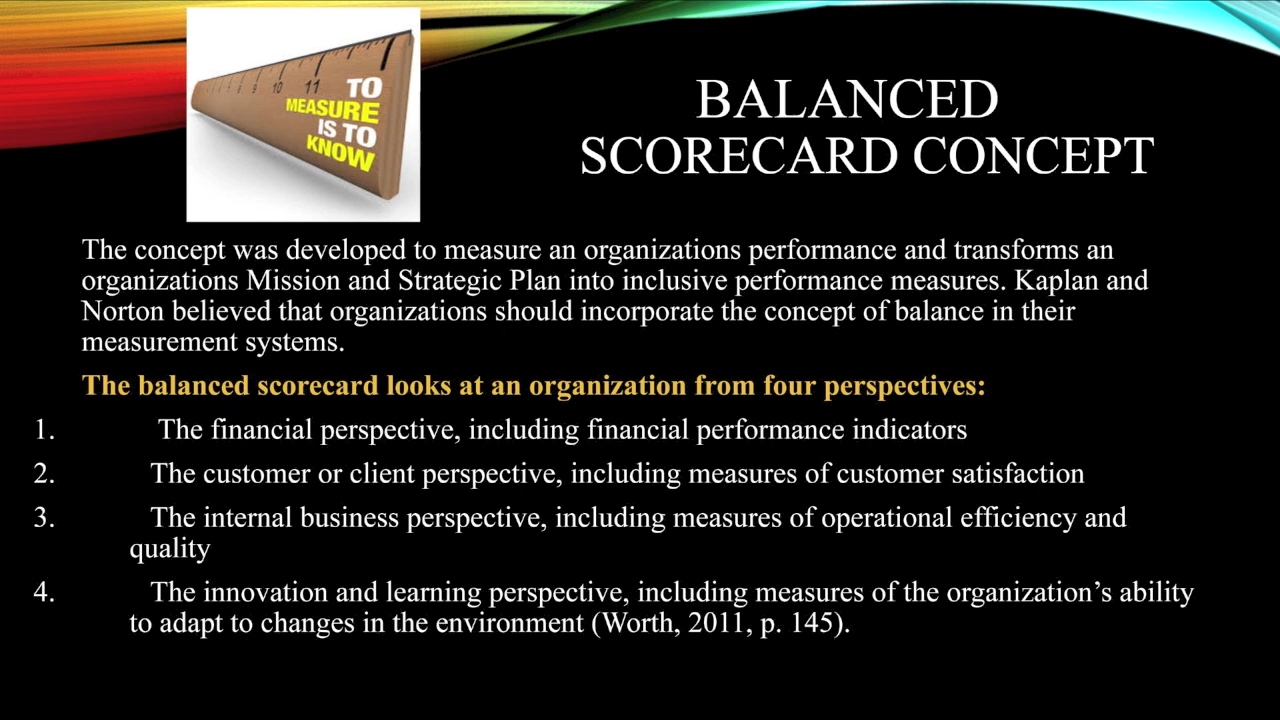 8 9 10 11 TO
MEASURE
IS TO
KNOW
BALANCED
SCORECARD CONCEPT
The concept was developed to measure an organizations performance and transforms an
organizations Mission and Strategic Plan into inclusive performance measures. Kaplan and
Norton believed that organizations should incorporate the concept of balance in their
measurement systems.
The balanced scorecard looks at an organization from four perspectives:
1. The financial perspective, including financial performance indicators
2. The customer or client perspective, including measures of customer satisfaction
3. The internal business perspective, including measures of operational efficiency and
quality
4. The innovation and learning perspective, including measures of the organization’s ability
to adapt to changes in the environment (Worth, 2011, p. 145).